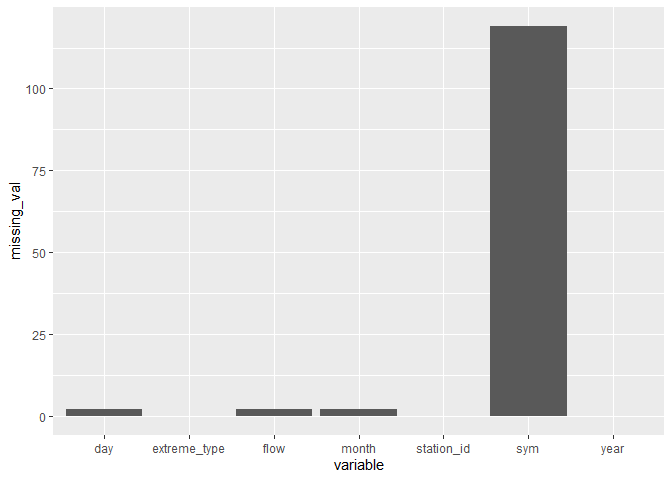 100
75
50
25
0
missing_val
day extreme_type flow month station_id sym year
variable